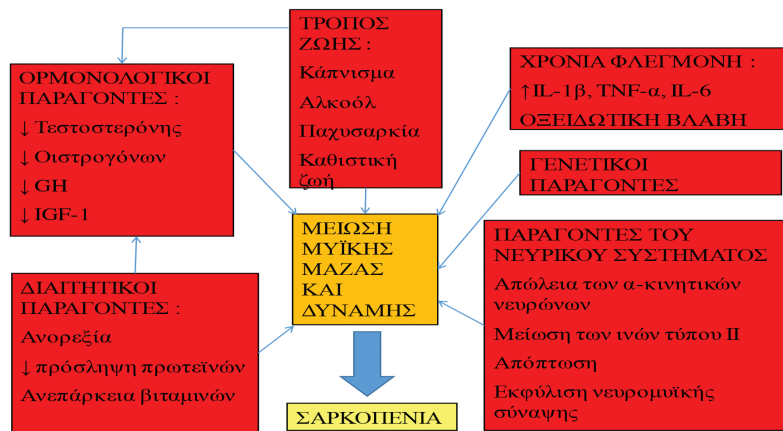 ΤΡΟΠΟΣ
ΖΩΗΣ :
Κάπνισμα
Αλκοόλ
Παχυσαρκία
Καθιστική
ζωή
ΟΡΜΟΝΟΛΟΓΙΚΟΙ
ΠΑΡΑΓΟΝΤΕΣ :
↓ Τεστοστερόνης
↓ Οιστρογόνων
↓ GH
↓ IGF-1
ΧΡΟΝΙΑ ΦΛΕΓΜΟΝΗ :
↑ IL-1β, TNF-α, IL-6
ΟΞΕΙΔΩΤΙΚΗ ΒΛΑΒΗ
ΓΕΝΕΤΙΚΟΙ
ΠΑΡΑΓΟΝΤΕΣ
ΜΕΙΩΣΗ
ΜΥΪΚΗΣ
ΜΑΖΑΣ
ΚΑΙ
ΔΥΝΑΜΗΣ
ΠΑΡΑΓΟΝΤΕΣ ΤΟΥ
ΝΕΥΡΙΚΟΥ ΣΥΣΤΗΜΑΤΟΣ
Απώλεια των α-κινητικών
νευρώνων
Μείωση των ινών τύπου ΙΙ
Απόπτωση
Εκφύλιση νευρομυϊκής
σύναψης
ΔΙΑΙΤΗΤΙΚΟΙ
ΠΑΡΑΓΟΝΤΕΣ :
Ανορεξία
↓ πρόσληψη πρωτεϊνών
Ανεπάρκεια βιταμινών
ΣΑΡΚΟΠΕΝΙΑ